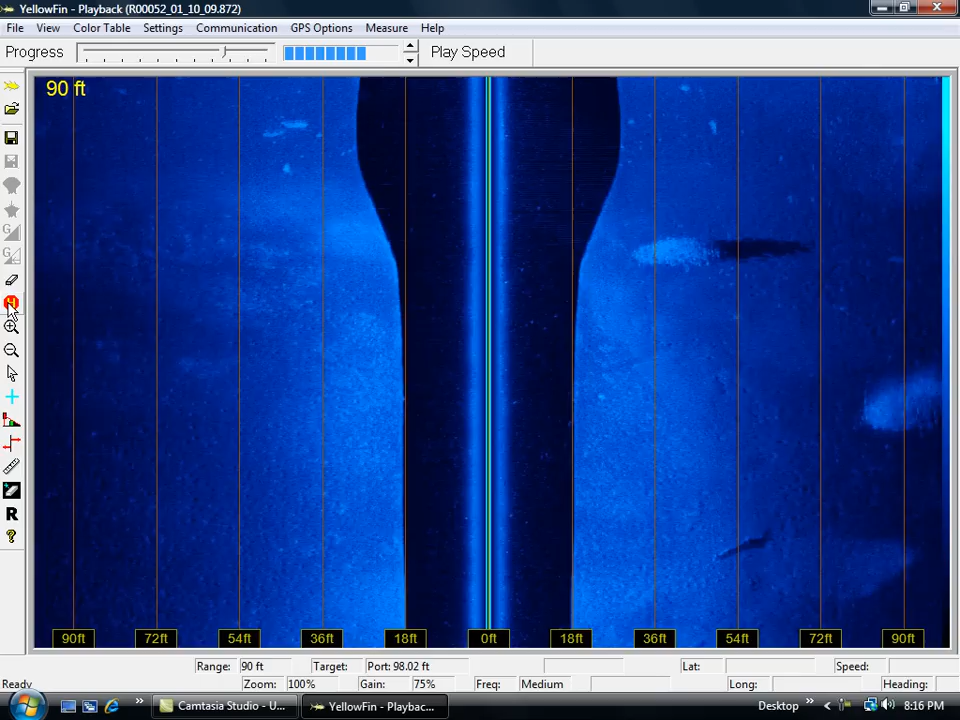 YellowFin - Playback (R00052_01_10_09.872)
File View Color Table Settings Communication GPS Options Measure Help
Progress Play Speed
90 ft
G
G
H
R
?
90ft 72ft 54ft 36ft 18ft 0ft 18ft 36ft 54ft 72ft 90ft
Range: 90 ft Target: Port: 98.02 ft Lat: Speed:
Ready Zoom: 100% Gain: 75% Freq: Medium Long: Heading:
Camtasia Studio - U... YellowFin - Playbac... Desktop 8:16 PM